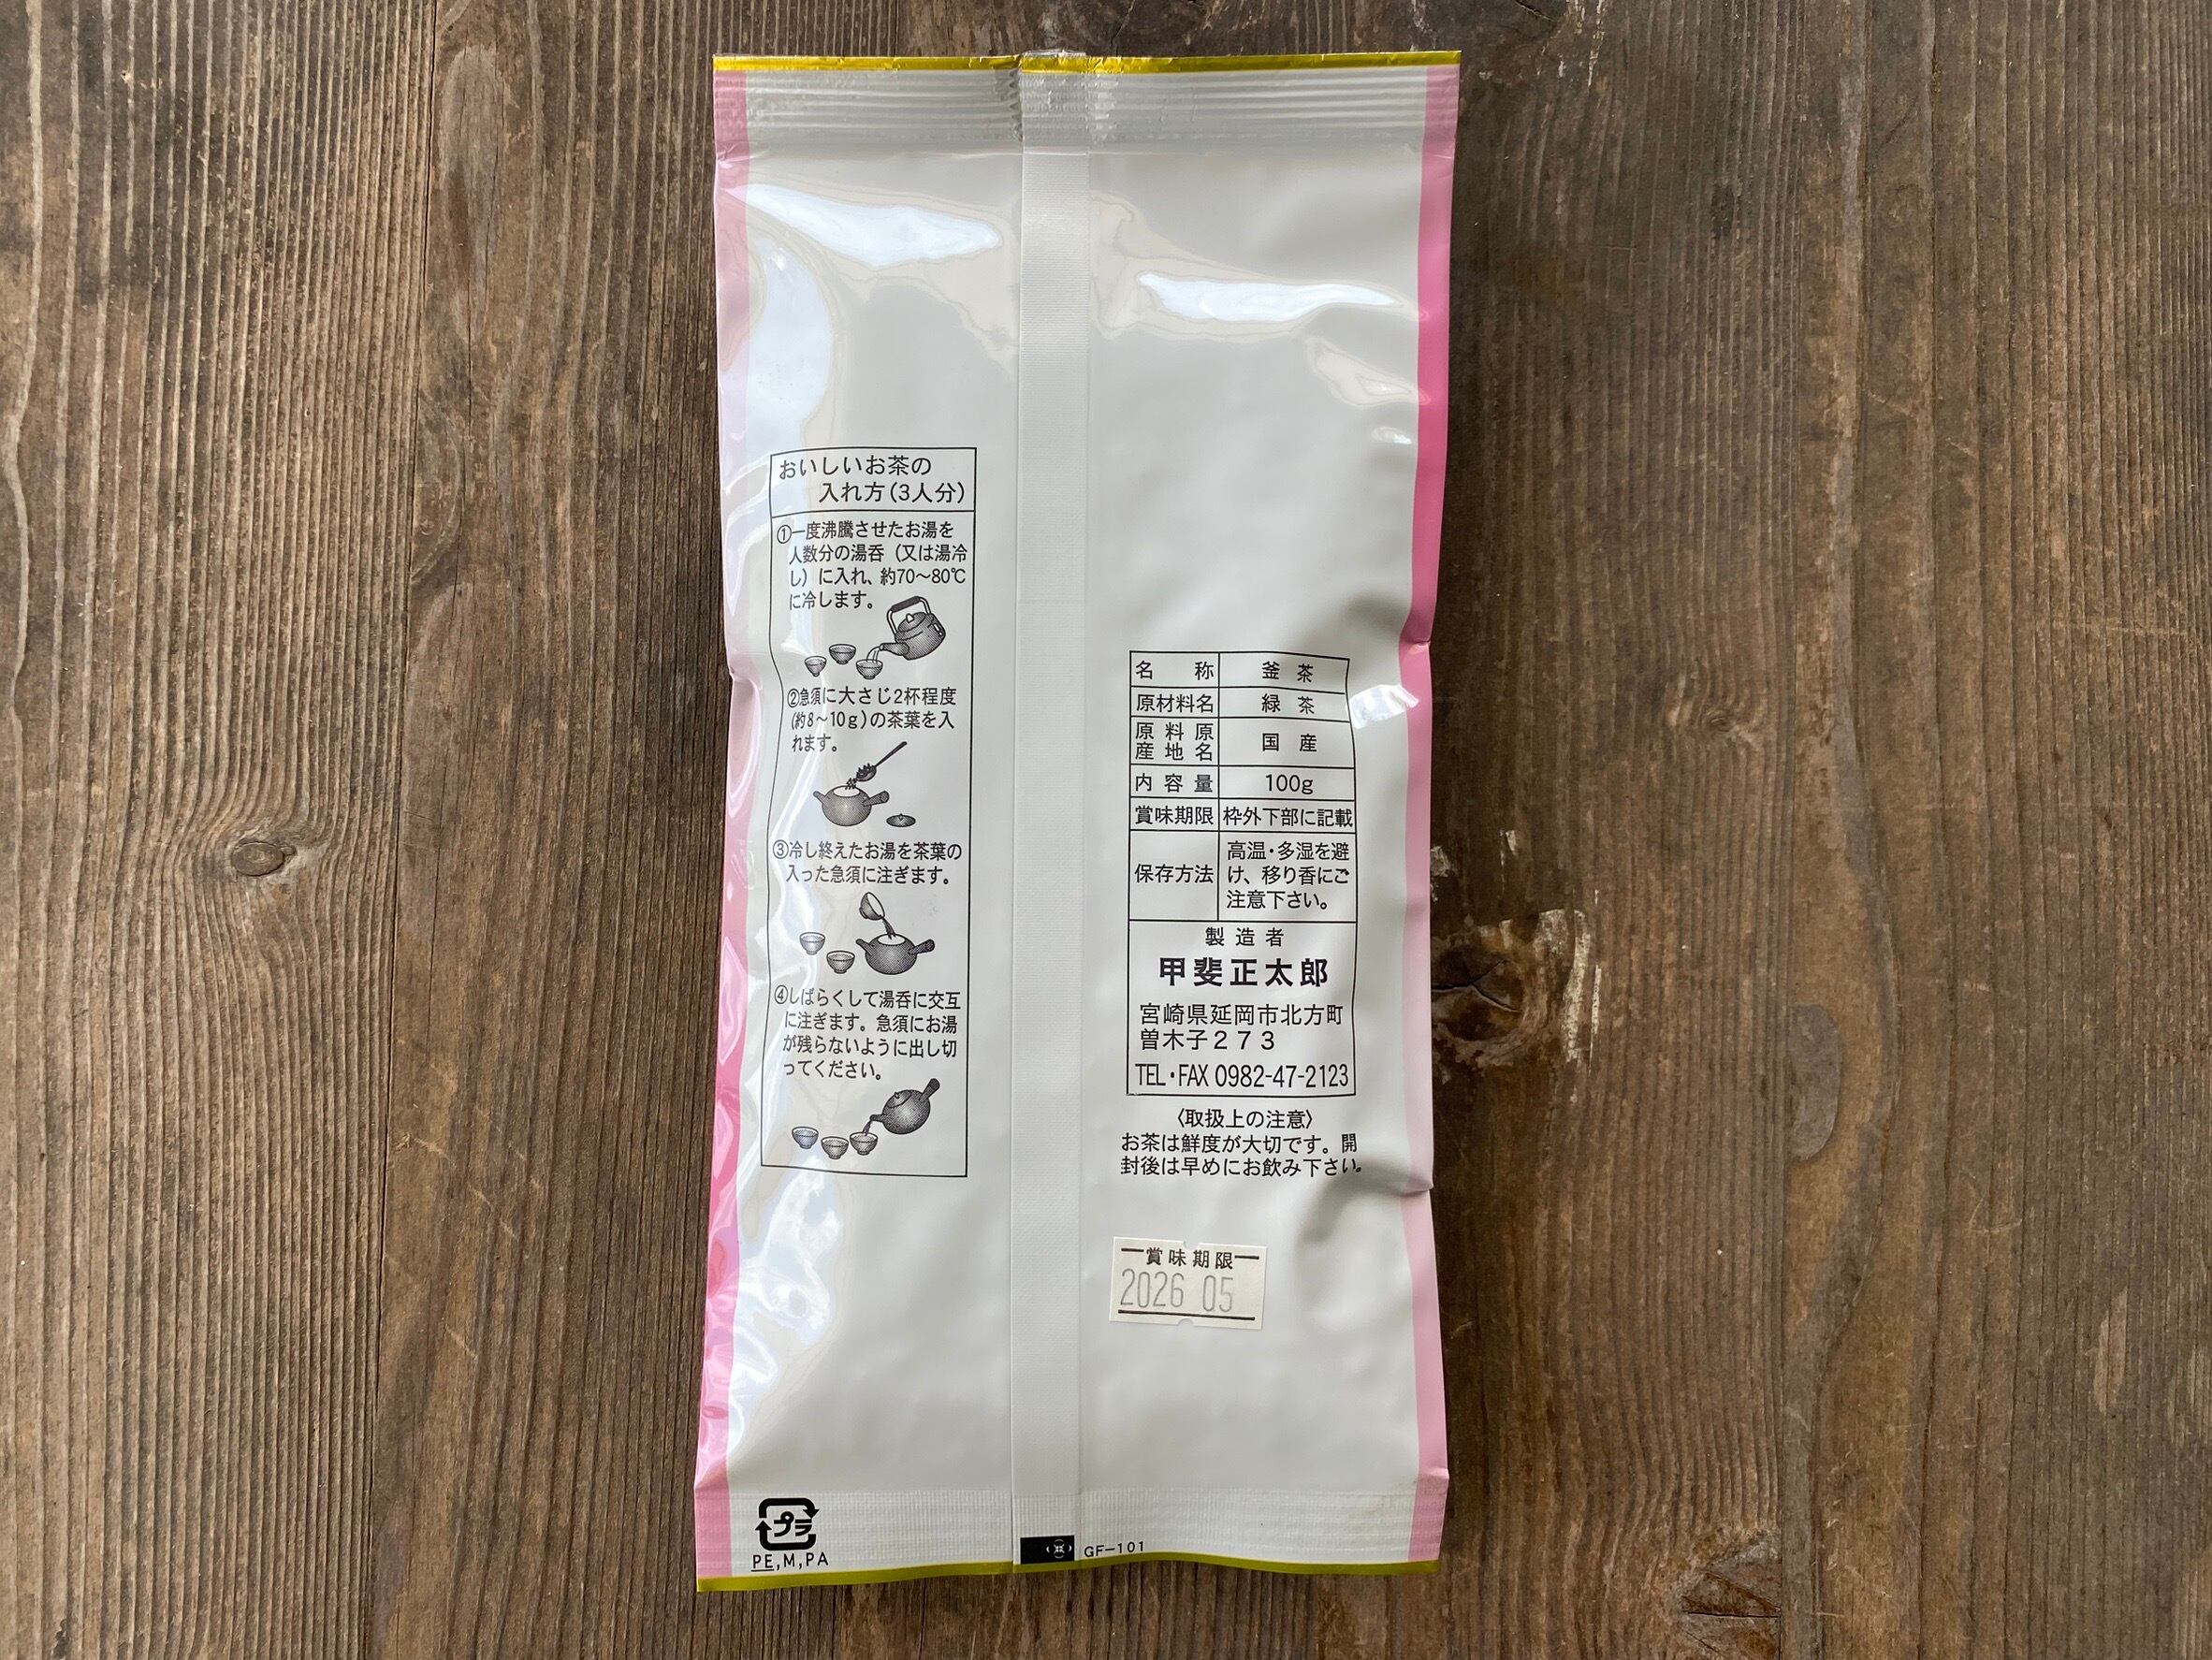 おいしいお茶の
入れ方(3人分)
①一度沸騰させたお湯を
人数分の湯呑(又は湯冷
し)に入れ、約70〜80℃
に冷します。
②急須に大さじ2杯程度
(約8〜10g)の茶葉を入
れます。
③冷し終えたお湯を茶葉の
入った急須に注ぎます。
④しばらくして湯呑に交互
に注ぎます。急須にお湯
が残らないように出し切
ってください。
名称 釜茶
原材料名 緑茶
原料原
産地名 国産
内容量 100g
賞味期限 枠外下部に記載
保存方法 高温・多湿を避
け、移り香にご
注意下さい。
製造者
甲斐正太郎
宮崎県延岡市北方町
曽木子273
TEL・FAX 0982-47-2123
〈取扱上の注意〉
お茶は鮮度が大切です。開
封後は早めにお飲み下さい。
賞味期限
2026 05
プラ
PE,M,PA
GF-101